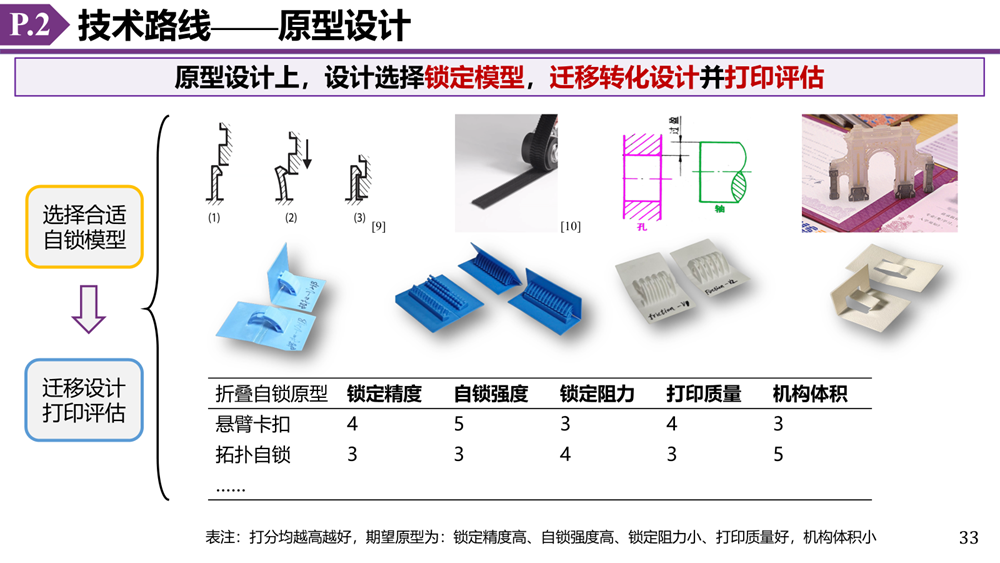 P.2
技术路线——原型设计
原型设计上，设计选择锁定模型，迁移转化设计并打印评估
选择合适
自锁模型
迁移设计
打印评估
(1)
(2)
(3)
[9]
[10]
过盈
孔
轴
friction
friction
折叠自锁原型 锁定精度 自锁强度 锁定阻力 打印质量 机构体积
悬臂卡扣 4 5 3 4 3
拓扑自锁 3 3 4 3 5
......
表注：打分均越高越好，期望原型为：锁定精度高、自锁强度高、锁定阻力小、打印质量好，机构体积小
33